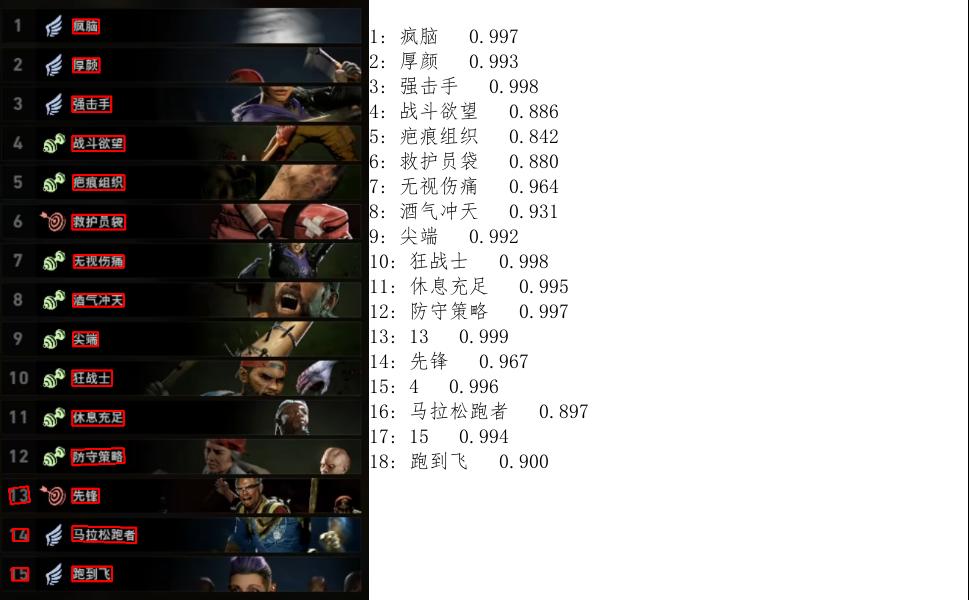 1 疯脑
2 厚颜
3 强击手
4 战斗欲望
5 疤痕组织
6 救护员袋
7 无视伤痛
8 酒气冲天
9 尖端
10 狂战士
11 休息充足
12 防守策略
13 先锋
14 马拉松跑者
15 跑到飞
1: 疯脑 0.997
2: 厚颜 0.993
3: 强击手 0.998
4: 战斗欲望 0.886
5: 疤痕组织 0.842
6: 救护员袋 0.880
7: 无视伤痛 0.964
8: 酒气冲天 0.931
9: 尖端 0.992
10: 狂战士 0.998
11: 休息充足 0.995
12: 防守策略 0.997
13: 13 0.999
14: 先锋 0.967
15: 4 0.996
16: 马拉松跑者 0.897
17: 15 0.994
18: 跑到飞 0.900